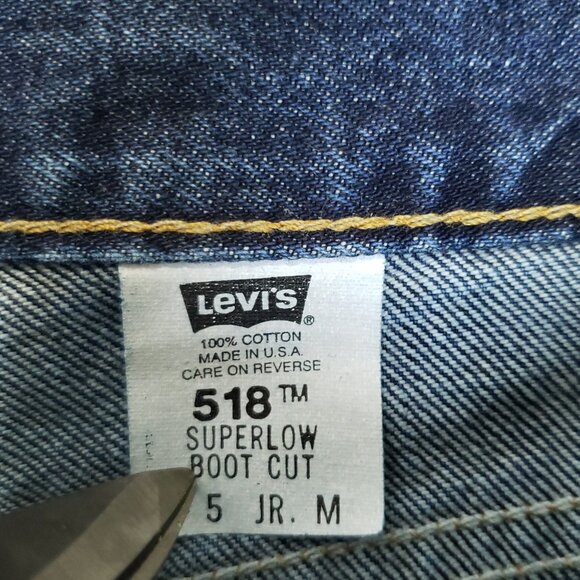 Levi's®
100% COTTON
MADE IN U.S.A.
CARE ON REVERSE
518™
SUPERLOW
BOOT CUT
5 JR. M